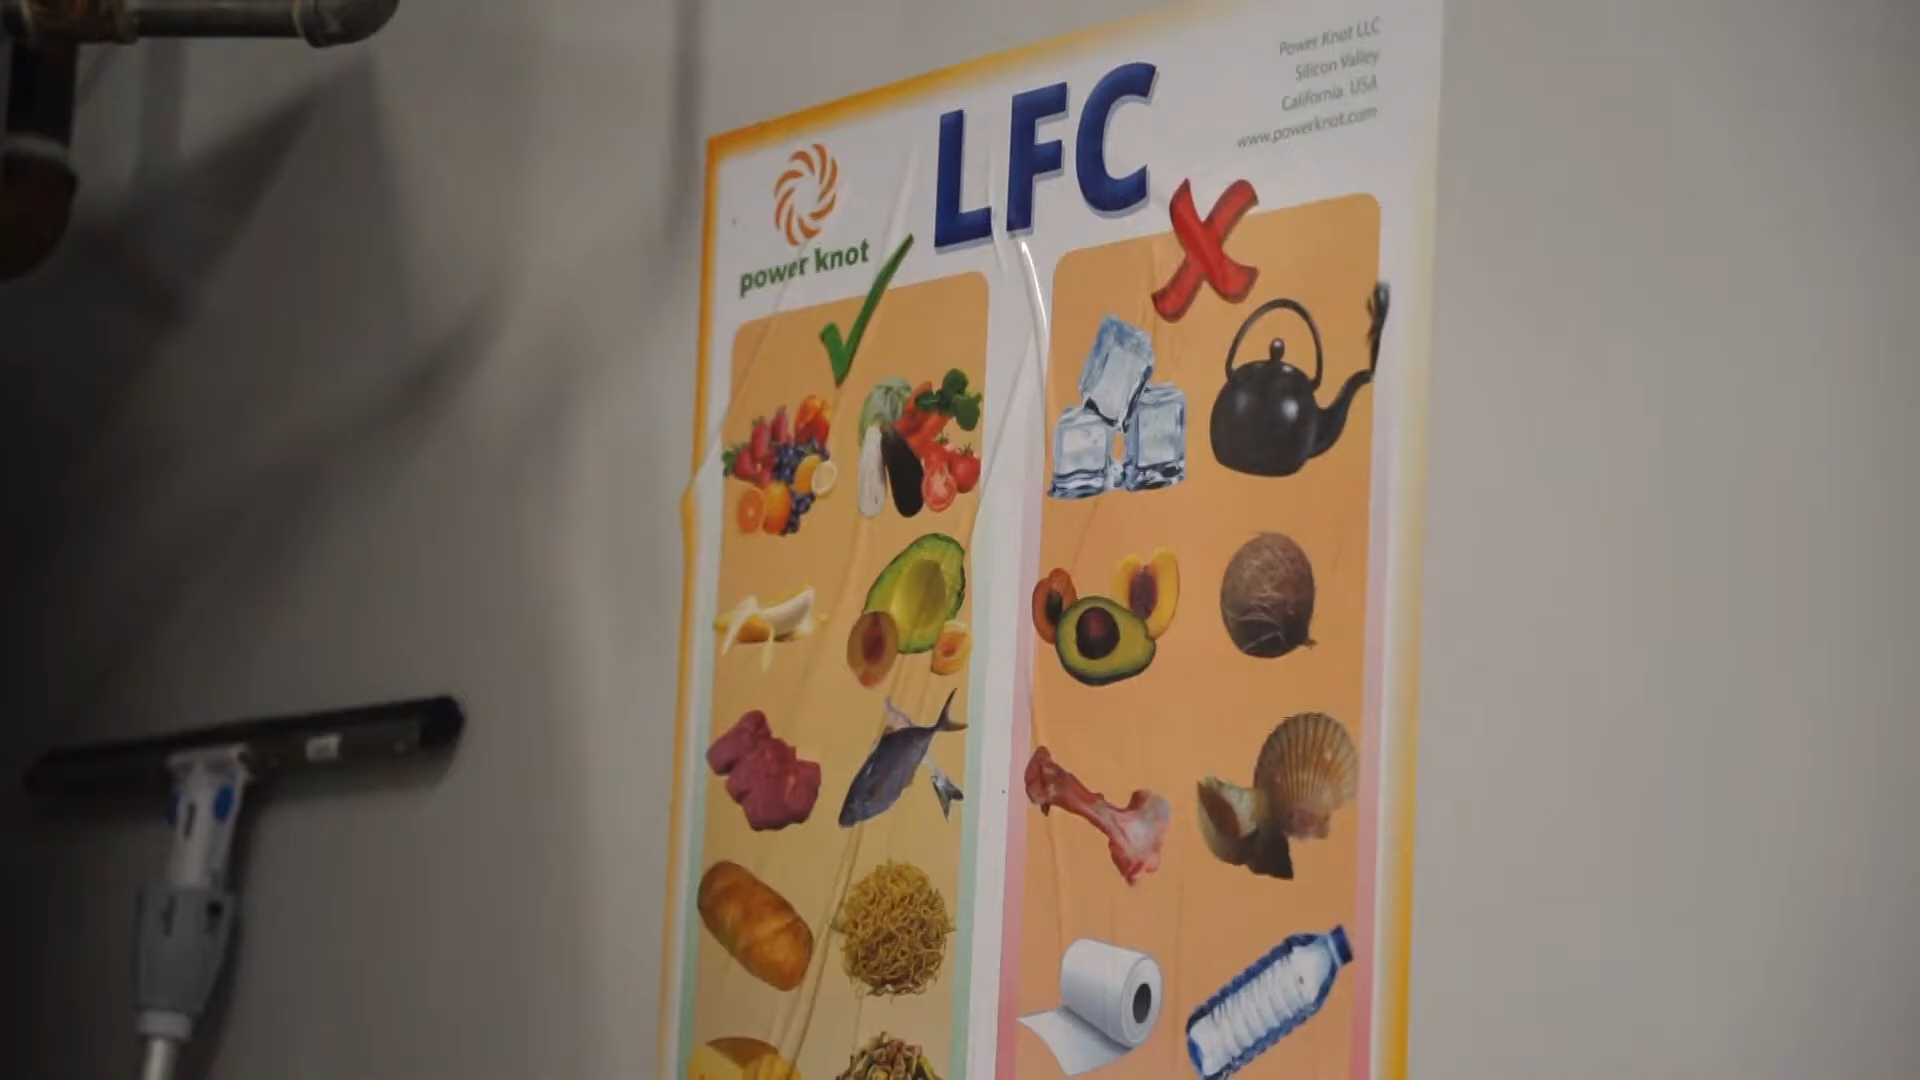 LFC
power knot
Power Knot LLC
Silicon Valley
California USA
www.powerknot.com